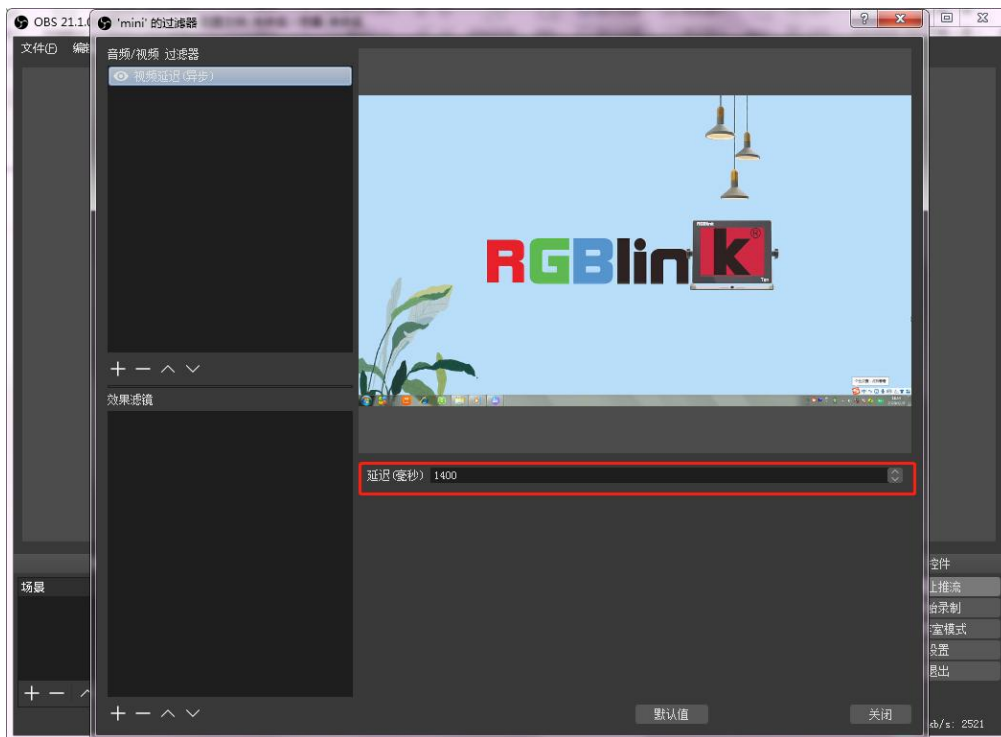 OBS 21.1.
'mini' 的过滤器
文件(F)
音频/视频 过滤器
视频延迟(异步)
RGBlink
效果滤镜
延迟(毫秒) 1400
场景
控件
止推流
始录制
室模式
设置
退出
默认值
关闭
kb/s: 2521